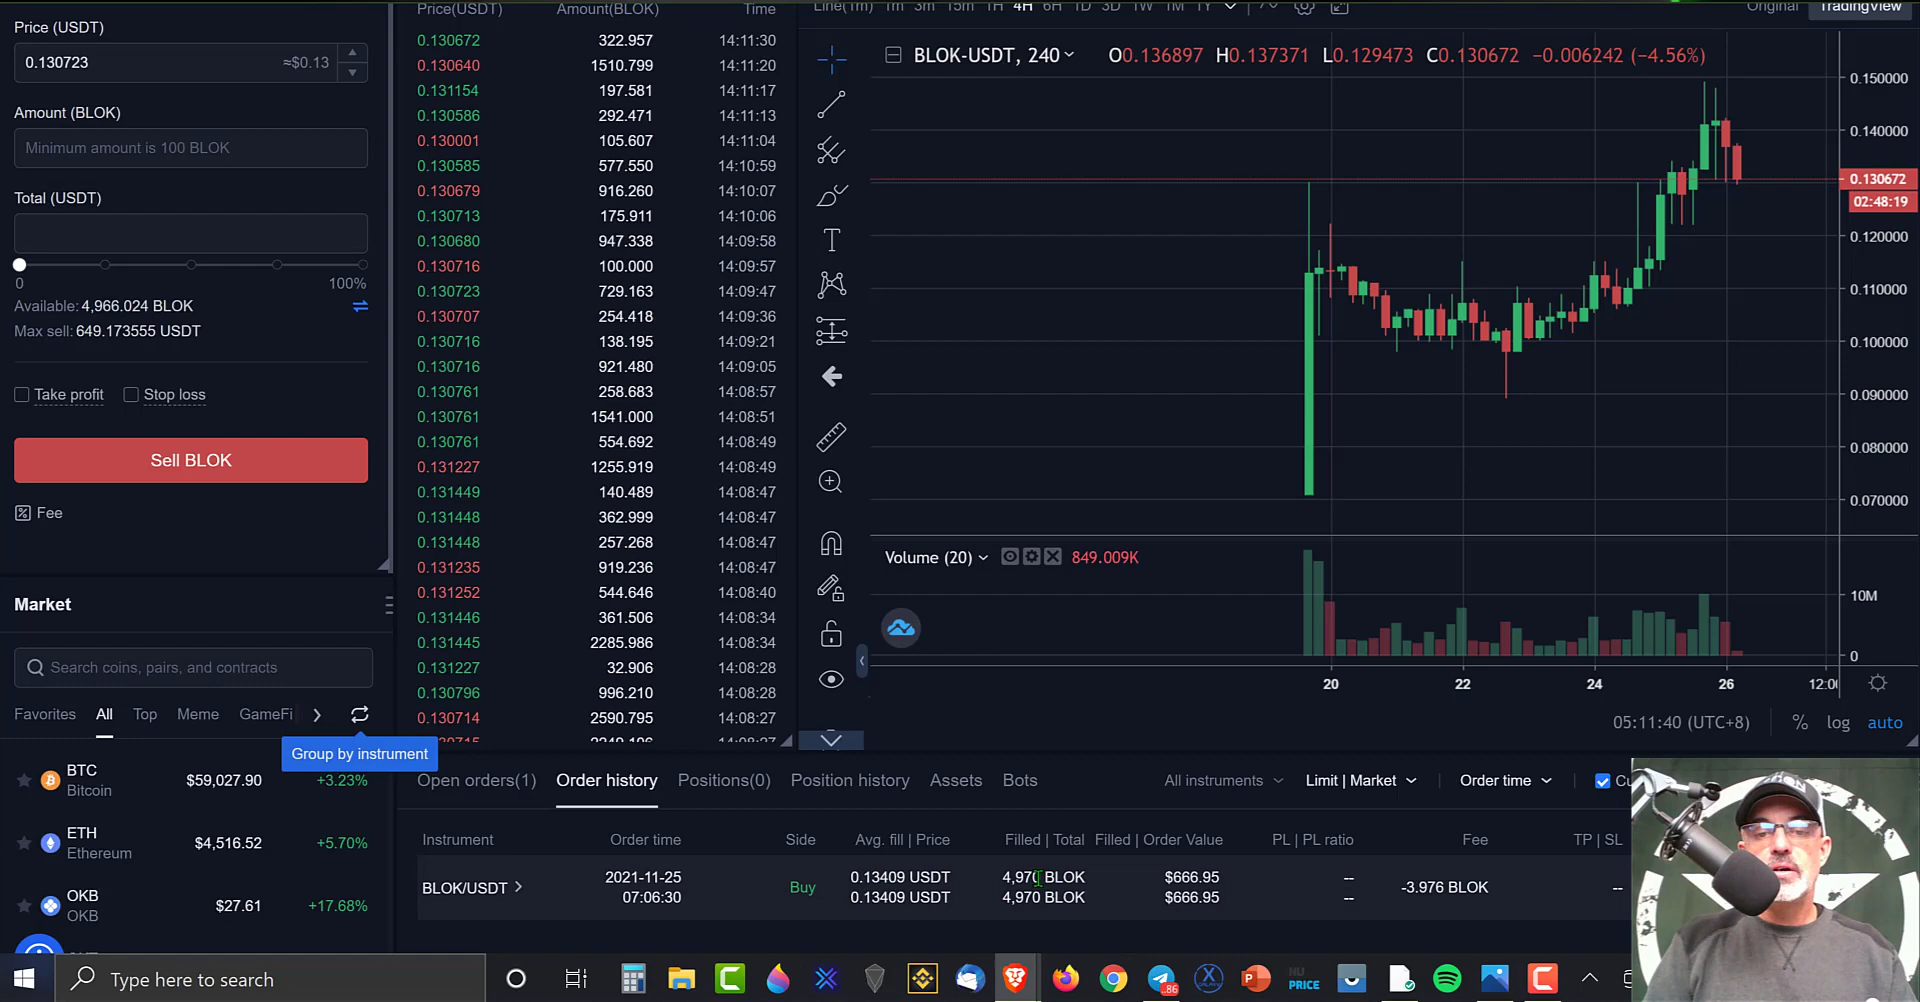 Price(USDT) Amount(BLOK) Time
Line(1m) 1m 3m 15m 1H 4H 6H 1D 3D 1W 1M 1Y
Original TradingView
Price (USDT)
0.130723 ≈$0.13
Amount (BLOK)
Minimum amount is 100 BLOK
Total (USDT)
0 100%
Available: 4,966.024 BLOK
Max sell: 649.173555 USDT
Take profit Stop loss
Sell BLOK
Fee
Market
Search coins, pairs, and contracts
Favorites All Top Meme GameFi
Group by instrument
BTC $59,027.90 +3.23%
Bitcoin
ETH $4,516.52 +5.70%
Ethereum
OKB $27.61 +17.68%
OKB
0.130672 322.957 14:11:30
0.130640 1510.799 14:11:20
0.131154 197.581 14:11:17
0.130586 292.471 14:11:13
0.130001 105.607 14:11:04
0.130585 577.550 14:10:59
0.130679 916.260 14:10:07
0.130713 175.911 14:10:06
0.130680 947.338 14:09:58
0.130716 100.000 14:09:57
0.130723 729.163 14:09:47
0.130707 254.418 14:09:36
0.130716 138.195 14:09:21
0.130716 921.480 14:09:05
0.130761 258.683 14:08:57
0.130761 1541.000 14:08:51
0.130761 554.692 14:08:49
0.131227 1255.919 14:08:49
0.131449 140.489 14:08:47
0.131448 362.999 14:08:47
0.131448 257.268 14:08:47
0.131235 919.236 14:08:47
0.131252 544.646 14:08:40
0.131446 361.506 14:08:34
0.131445 2285.986 14:08:34
0.131227 32.906 14:08:28
0.130796 996.210 14:08:28
0.130714 2590.795 14:08:27
BLOK-USDT, 240 O0.136897 H0.137371 L0.129473 C0.130672 −0.006242 (−4.56%)
0.150000
0.140000
0.130672
02:48:19
0.120000
0.110000
0.100000
0.090000
0.080000
0.070000
Volume (20) 849.009K
10M
0
20 22 24 26
05:11:40 (UTC+8) % log auto
Open orders(1) Order history Positions(0) Position history Assets Bots All instruments Limit | Market Order time
Instrument Order time Side Avg. fill | Price Filled | Total Filled | Order Value PL | PL ratio Fee TP | SL
BLOK/USDT 2021-11-25 Buy 0.13409 USDT 4,970 BLOK $666.95 -- -3.976 BLOK --
07:06:30 0.13409 USDT 4,970 BLOK $666.95 --
Type here to search
86
NU
PRICE